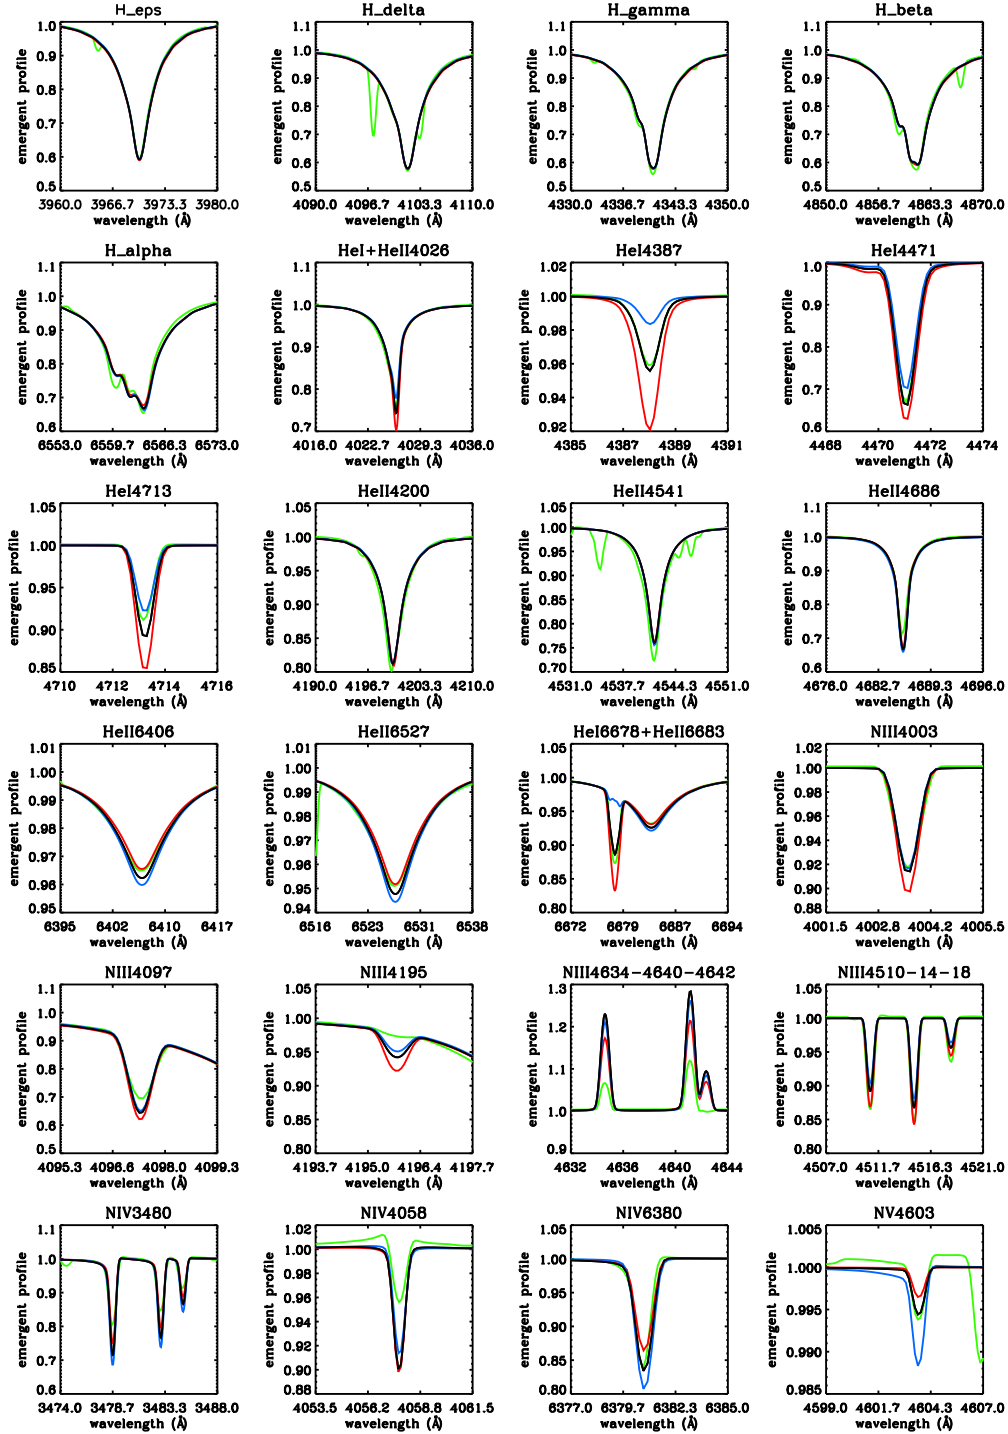 H_eps
H_delta
H_gamma
H_beta
emergent profile
1.0
0.9
0.8
0.7
0.6
0.5
3960.0 3966.7 3973.3 3980.0
wavelength (Å)
emergent profile
1.1
1.0
0.9
0.8
0.7
0.6
0.5
4090.0 4096.7 4103.3 4110.0
wavelength (Å)
emergent profile
1.1
1.0
0.9
0.8
0.7
0.6
0.5
4330.0 4336.7 4343.3 4350.0
wavelength (Å)
emergent profile
1.1
1.0
0.9
0.8
0.7
0.6
0.5
4850.0 4856.7 4863.3 4870.0
wavelength (Å)
H_alpha
HeI+HeII4026
HeI4387
HeI4471
emergent profile
1.1
1.0
0.9
0.8
0.7
0.6
6553.0 6559.7 6566.3 6573.0
wavelength (Å)
emergent profile
1.1
1.0
0.9
0.8
0.7
4016.0 4022.7 4029.3 4036.0
wavelength (Å)
emergent profile
1.02
1.00
0.98
0.96
0.94
0.92
4385 4387 4389 4391
wavelength (Å)
emergent profile
1.0
0.9
0.8
0.7
0.6
4468 4470 4472 4474
wavelength (Å)
HeI4713
HeII4200
HeII4541
HeII4686
emergent profile
1.05
1.00
0.95
0.90
0.85
4710 4712 4714 4716
wavelength (Å)
emergent profile
1.05
1.00
0.95
0.90
0.85
0.80
4190.0 4196.7 4203.3 4210.0
wavelength (Å)
emergent profile
1.05
1.00
0.95
0.90
0.85
0.80
0.75
0.70
4531.0 4537.7 4544.3 4551.0
wavelength (Å)
emergent profile
1.1
1.0
0.9
0.8
0.7
0.6
4676.0 4682.7 4689.3 4696.0
wavelength (Å)
HeII6406
HeII6527
HeI6678+HeII6683
NIII4003
emergent profile
1.01
1.00
0.99
0.98
0.97
0.96
0.95
6395 6402 6410 6417
wavelength (Å)
emergent profile
1.01
1.00
0.99
0.98
0.97
0.96
0.95
0.94
6516 6523 6531 6538
wavelength (Å)
emergent profile
1.05
1.00
0.95
0.90
0.85
0.80
6672 6679 6687 6694
wavelength (Å)
emergent profile
1.02
1.00
0.98
0.96
0.94
0.92
0.90
0.88
4001.5 4002.8 4004.2 4005.5
wavelength (Å)
NIII4097
NIII4195
NIII4634-4640-4642
NIII4510-14-18
emergent profile
1.1
1.0
0.9
0.8
0.7
0.6
0.5
4095.3 4096.6 4098.0 4099.3
wavelength (Å)
emergent profile
1.05
1.00
0.95
0.90
0.85
0.80
4193.7 4195.0 4196.4 4197.7
wavelength (Å)
emergent profile
1.3
1.2
1.1
1.0
0.9
4632 4636 4640 4644
wavelength (Å)
emergent profile
1.05
1.00
0.95
0.90
0.85
0.80
4507.0 4511.7 4516.3 4521.0
wavelength (Å)
NIV3480
NIV4058
NIV6380
NV4603
emergent profile
1.1
1.0
0.9
0.8
0.7
0.6
3474.0 3478.7 3483.3 3488.0
wavelength (Å)
emergent profile
1.02
1.00
0.98
0.96
0.94
0.92
0.90
0.88
4053.5 4056.2 4058.8 4061.5
wavelength (Å)
emergent profile
1.05
1.00
0.95
0.90
0.85
0.80
6377.0 6379.7 6382.3 6385.0
wavelength (Å)
emergent profile
1.005
1.000
0.995
0.990
0.985
4599.0 4601.7 4604.3 4607.0
wavelength (Å)